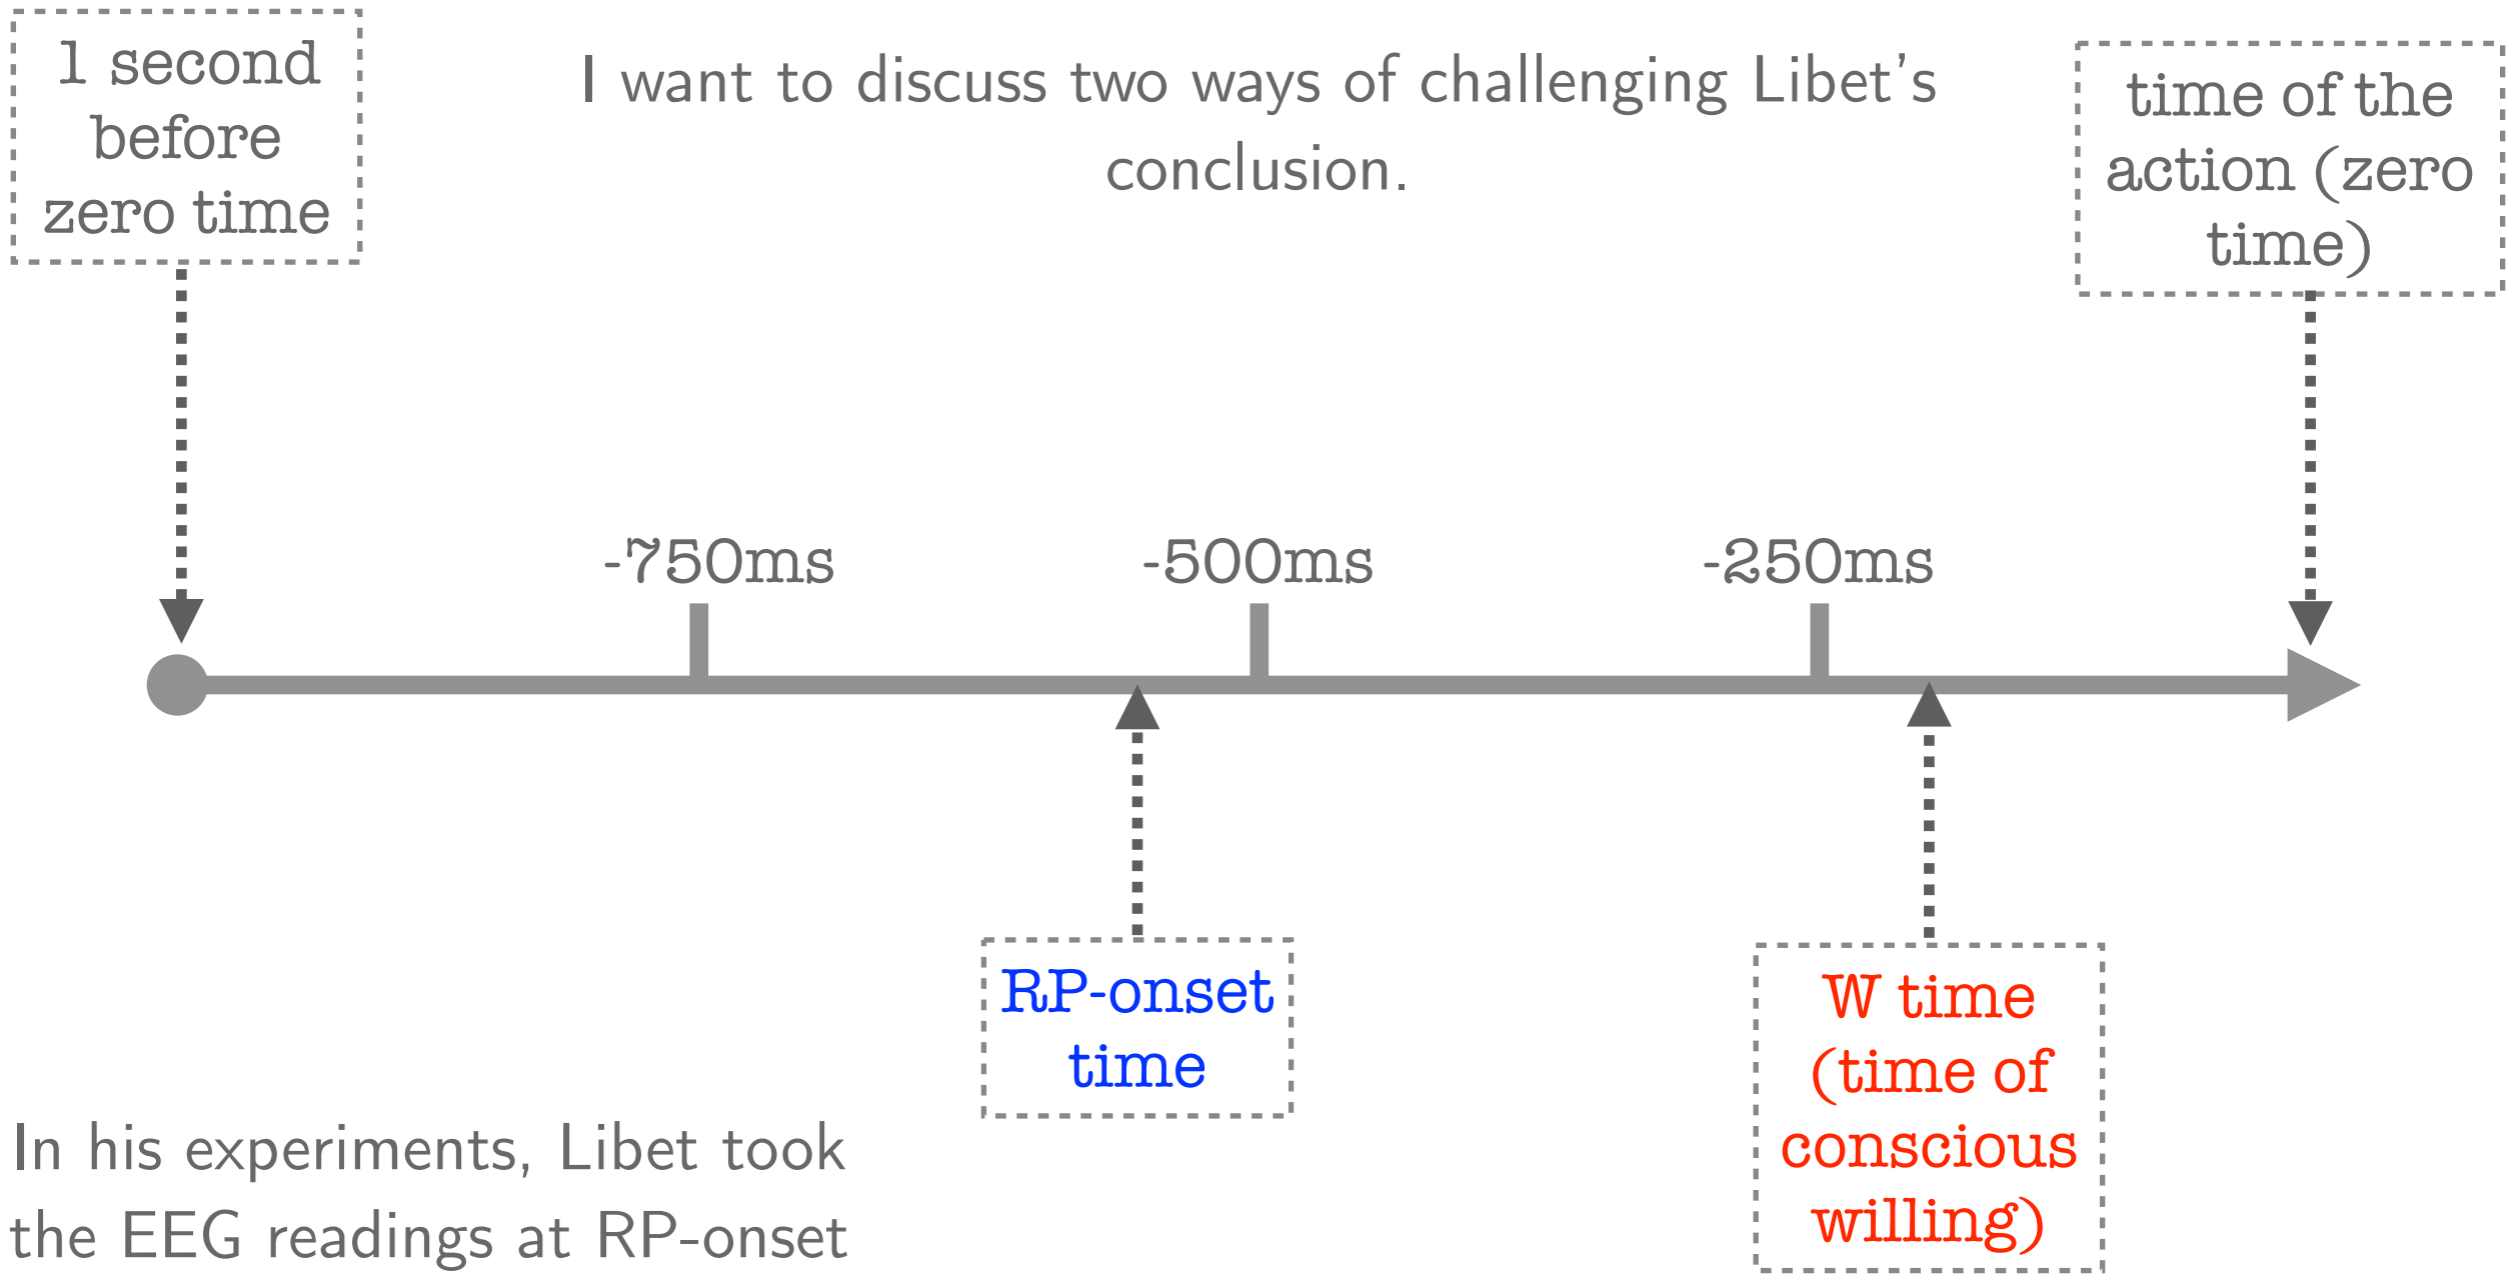 1 second
before
zero time
I want to discuss two ways of challenging Libet's
conclusion.
time of the
action (zero
time)
-750ms
-500ms
-250ms
RP-onset
time
W time
(time of
conscious
willing)
In his experiments, Libet took
the EEG readings at RP-onset